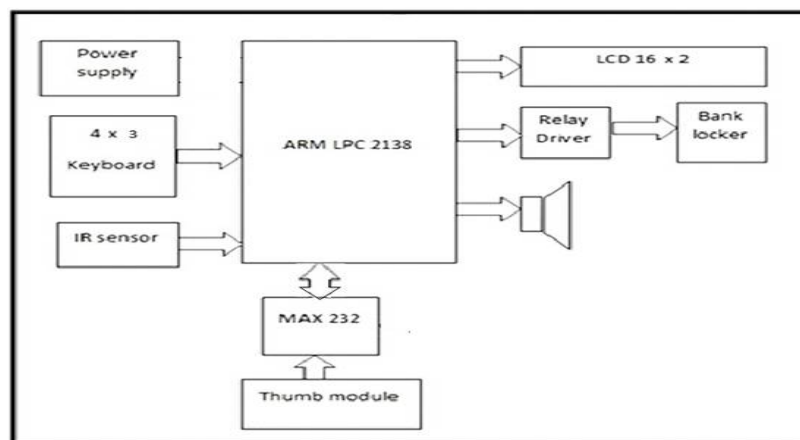 Power
supply
LCD 16 x 2
4 x 3
Keyboard
ARM LPC 2138
Relay
Driver
Bank
locker
IR sensor
MAX 232
Thumb module